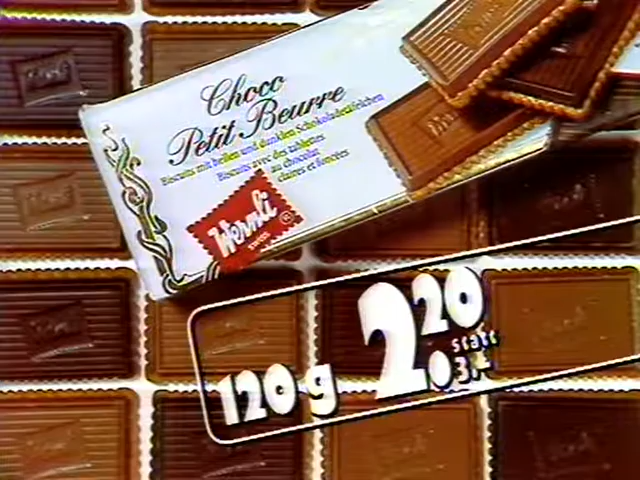 Choco
Petit Beurre
Biscuits mit hellen und dunklen Schokoladetäfelchen
Biscuits avec des tablettes
au chocolat
claires et foncées
Wernli
swiss
120 g
2 20
statt